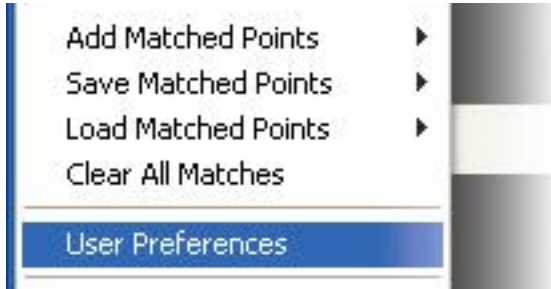 Add Matched Points
Save Matched Points
Load Matched Points
Clear All Matches
User Preferences